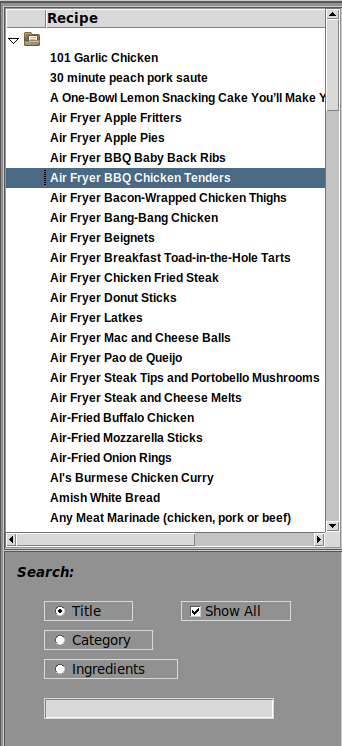 Recipe
101 Garlic Chicken
30 minute peach pork saute
A One-Bowl Lemon Snacking Cake You'll Make Y
Air Fryer Apple Fritters
Air Fryer Apple Pies
Air Fryer BBQ Baby Back Ribs
Air Fryer BBQ Chicken Tenders
Air Fryer Bacon-Wrapped Chicken Thighs
Air Fryer Bang-Bang Chicken
Air Fryer Beignets
Air Fryer Breakfast Toad-in-the-Hole Tarts
Air Fryer Chicken Fried Steak
Air Fryer Donut Sticks
Air Fryer Latkes
Air Fryer Mac and Cheese Balls
Air Fryer Pao de Queijo
Air Fryer Steak Tips and Portobello Mushrooms
Air Fryer Steak and Cheese Melts
Air-Fried Buffalo Chicken
Air-Fried Mozzarella Sticks
Air-Fried Onion Rings
Al's Burmese Chicken Curry
Amish White Bread
Any Meat Marinade (chicken, pork or beef)
Search:
Title
Show All
Category
Ingredients